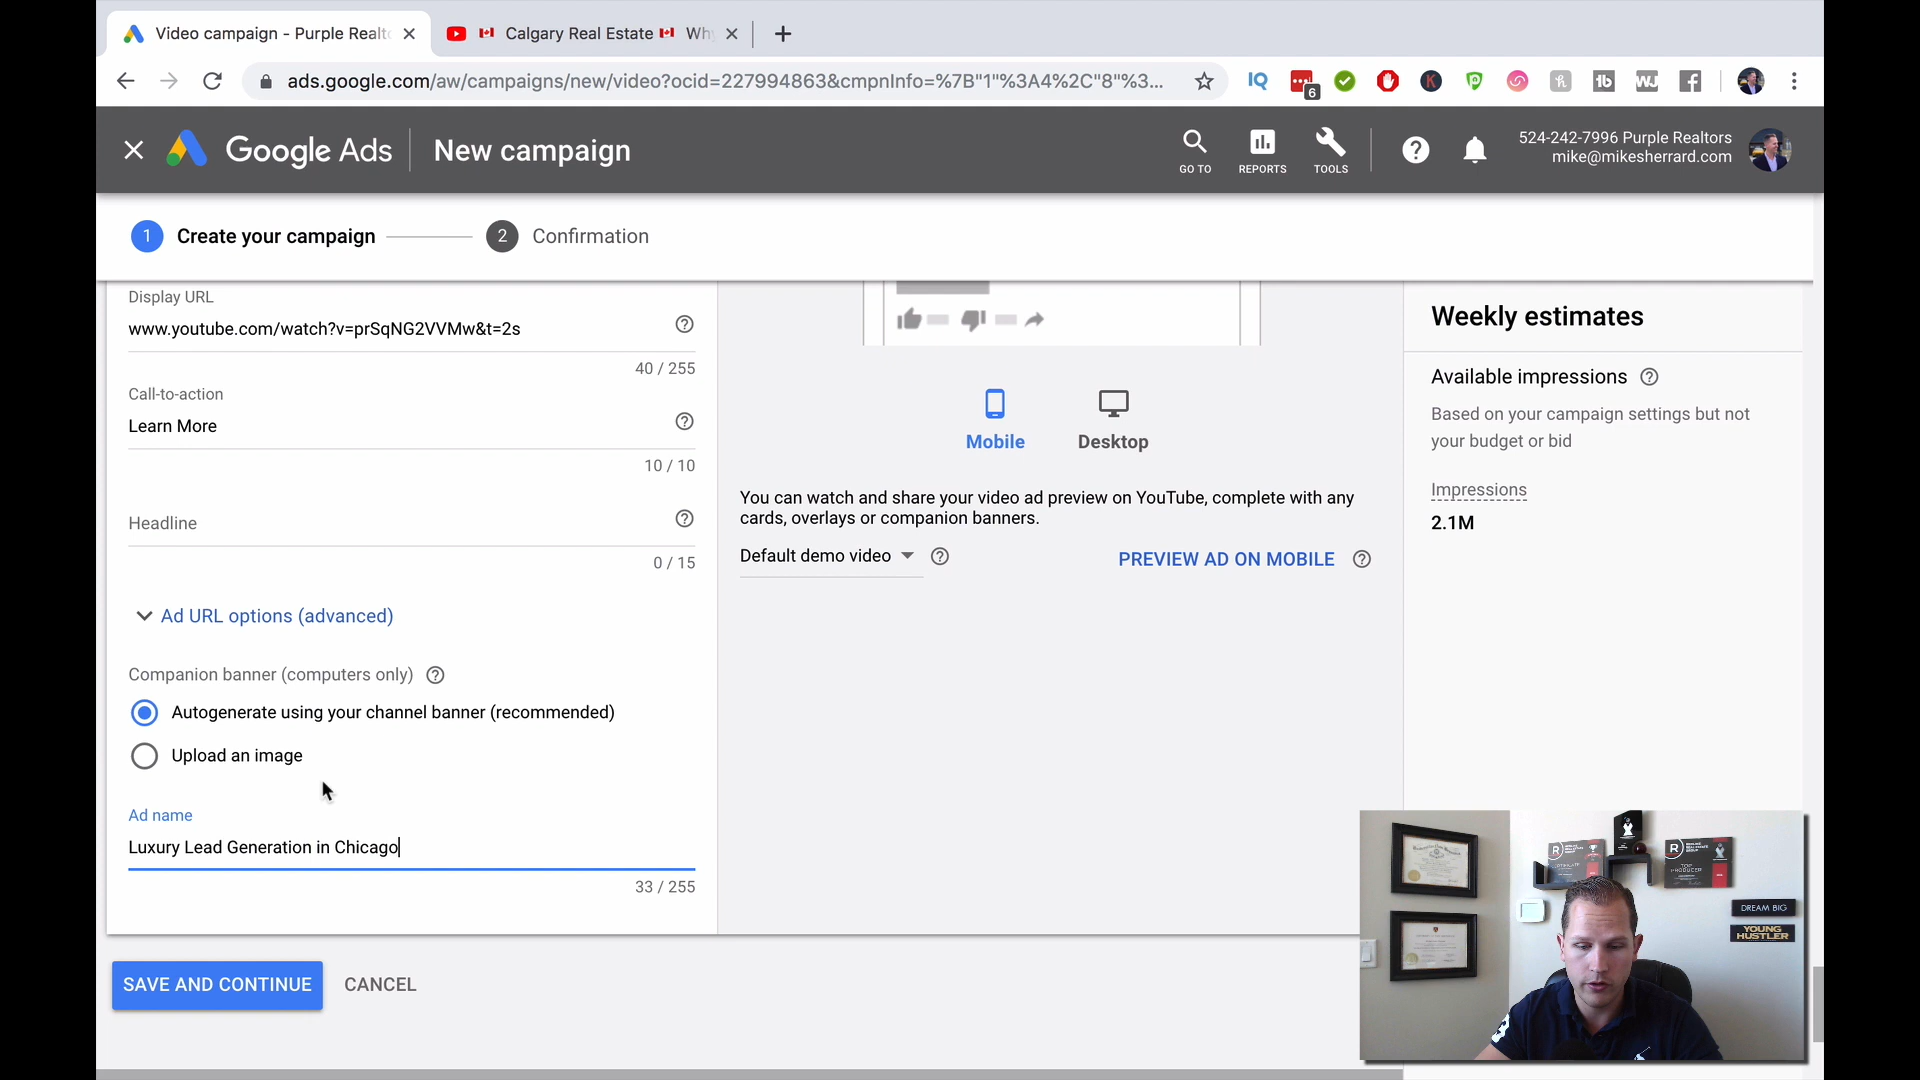 Video campaign - Purple Realt
Calgary Real Estate
Why
ads.google.com/aw/campaigns/new/video?ocid=227994863&cmpnInfo=%7B"1"%3A4%2C"8"%3...
IQ
6
K
h
tb
WJ
Google Ads
New campaign
GO TO
REPORTS
TOOLS
524-242-7996 Purple Realtors
mike@mikesherrard.com
1
Create your campaign
2
Confirmation
Display URL
www.youtube.com/watch?v=prSqNG2VVMw&t=2s
40 / 255
Call-to-action
Learn More
10 / 10
Headline
0 / 15
Ad URL options (advanced)
Companion banner (computers only)
Autogenerate using your channel banner (recommended)
Upload an image
Ad name
Luxury Lead Generation in Chicago
33 / 255
SAVE AND CONTINUE
CANCEL
Mobile
Desktop
You can watch and share your video ad preview on YouTube, complete with any
cards, overlays or companion banners.
Default demo video
PREVIEW AD ON MOBILE
Weekly estimates
Available impressions
Based on your campaign settings but not
your budget or bid
Impressions
2.1M
R
R
TOP
PRODUCER
DREAM BIG
YOUNG
HUSTLER